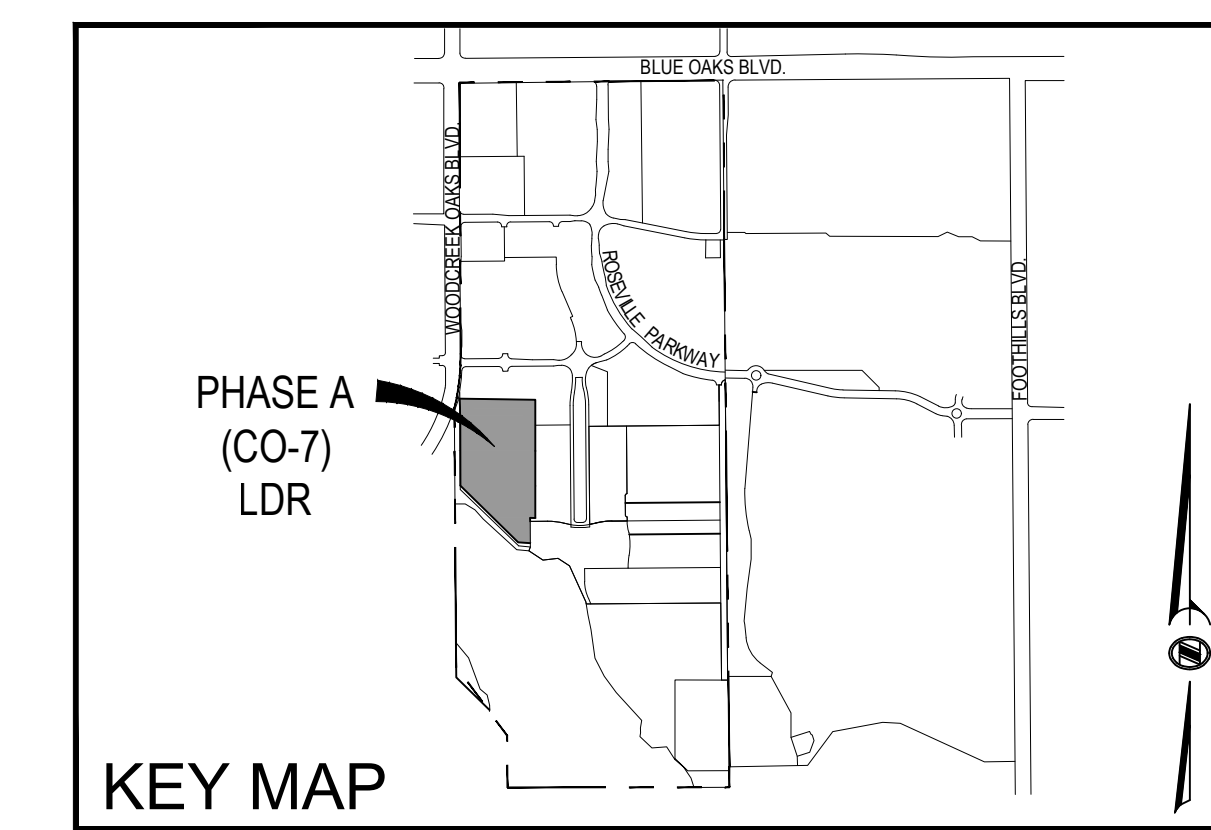 BLUE OAKS BLVD.
WOODCREEK OAKS BLVD.
ROSEVILLE PARKWAY
FOOTHILLS BLVD.
PHASE A
(CO-7)
LDR
KEY MAP